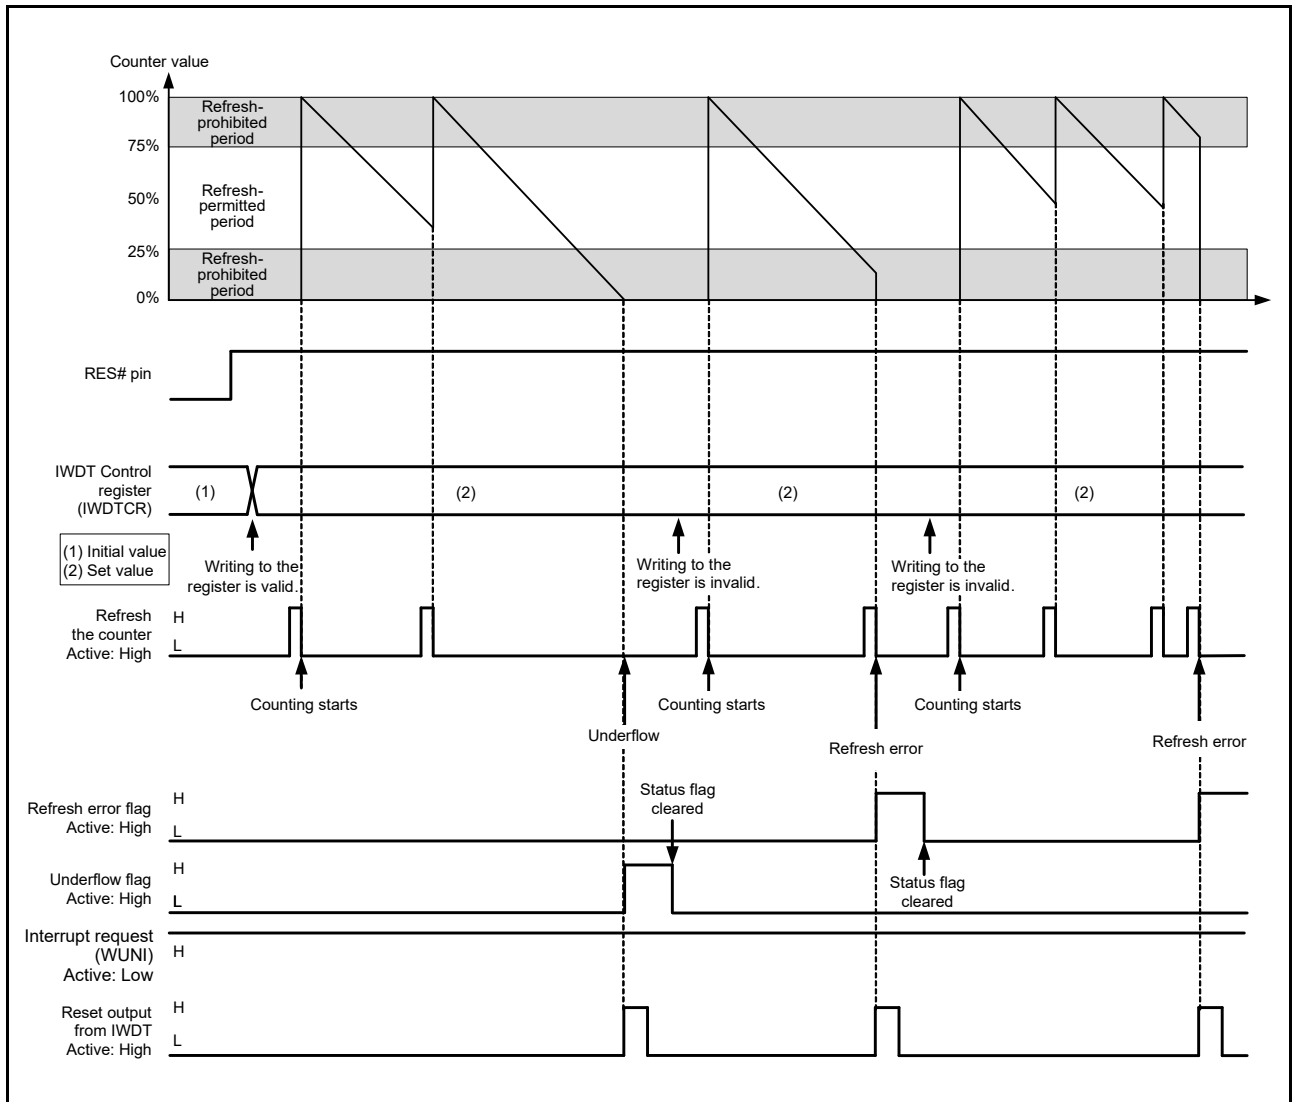 Counter value
100%
Refresh-
prohibited
period
75%
Refresh-
permitted
period
50%
25%
Refresh-
prohibited
period
0%
RES# pin
IWDT Control
register
(IWDTCR)
(1)
(2)
(2)
(2)
(1) Initial value
(2) Set value
Writing to the
register is valid.
Writing to the
register is invalid.
Writing to the
register is invalid.
Refresh
the counter
Active: High
H
L
Counting starts
Counting starts
Counting starts
Underflow
Refresh error
Refresh error
Refresh error flag
Active: High
H
L
Status flag
cleared
Underflow flag
Active: High
H
L
Status flag
cleared
Interrupt request
(WUNI)
Active: Low
H
Reset output
from IWDT
Active: High
H
L